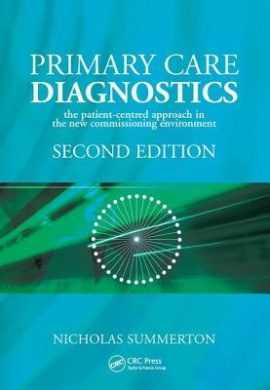 PRIMARY CARE
DIAGNOSTICS
the patient-centred approach in
the new commissioning environment
SECOND EDITION
NICHOLAS SUMMERTON
CRC
CRC Press
Taylor & Francis Group